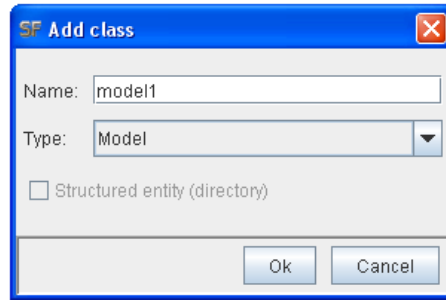 SF Add class
Name: model1
Type: Model
Structured entity (directory)
Ok Cancel